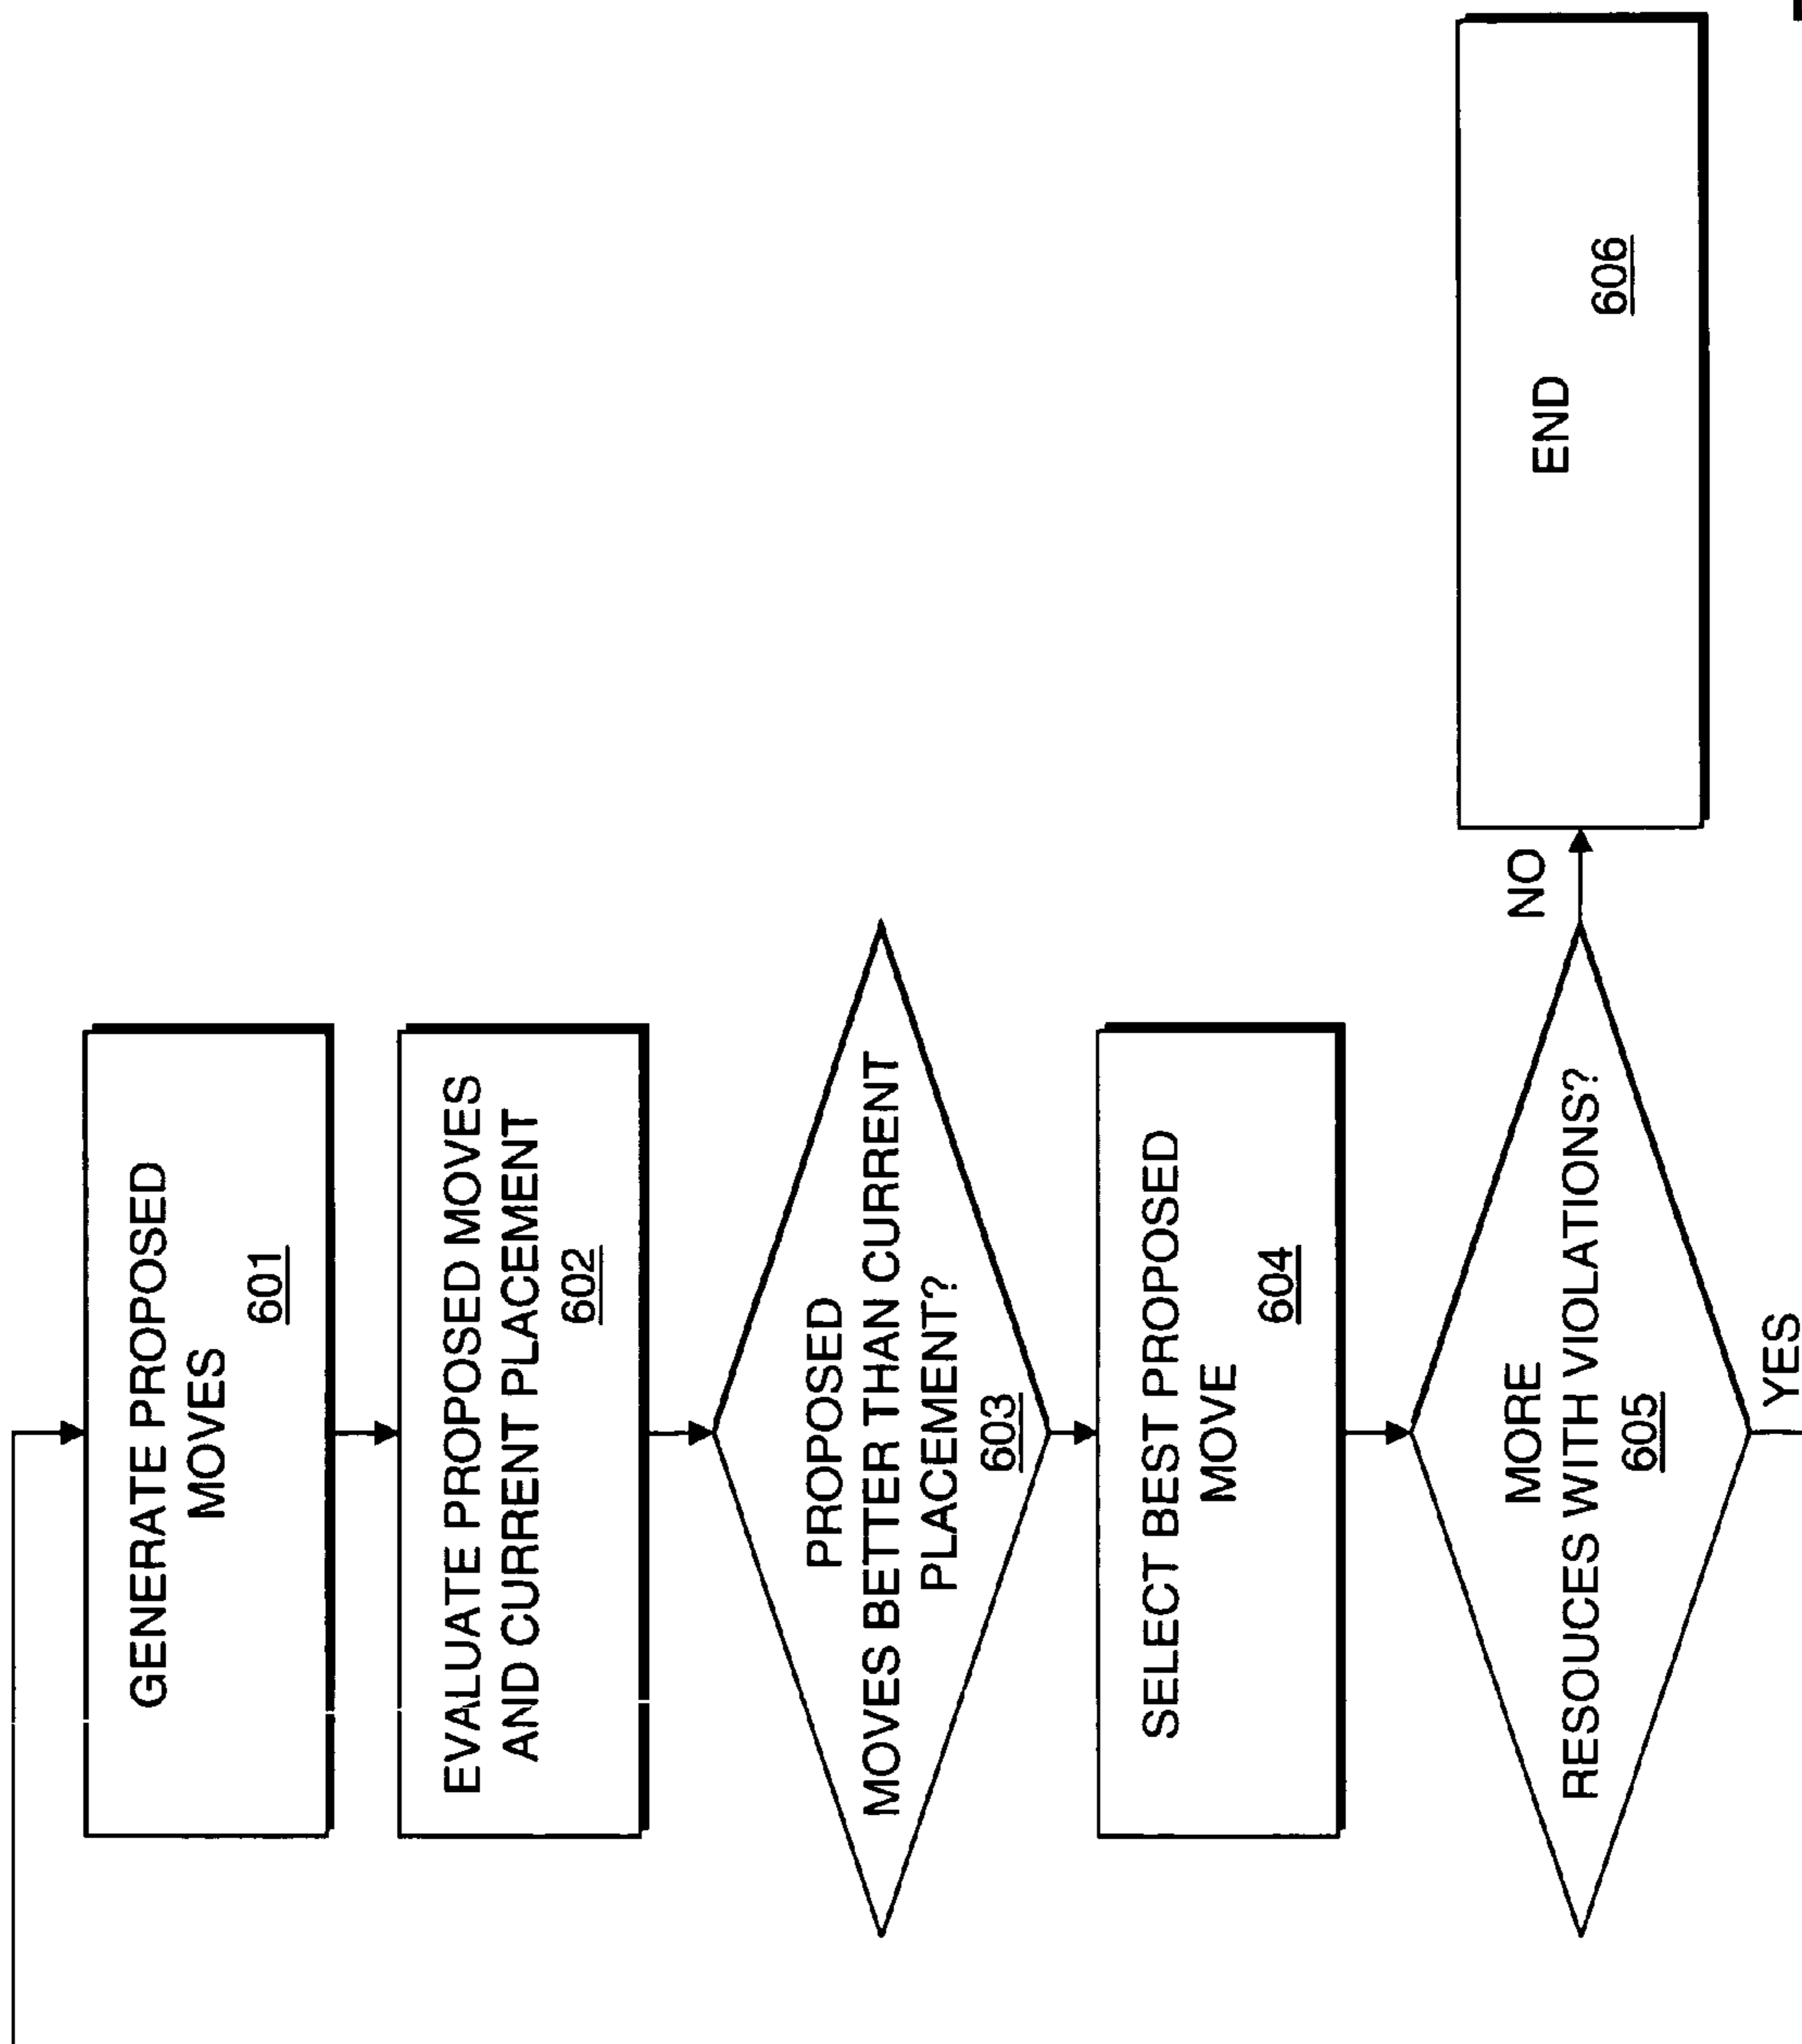 GENERATE PROPOSED
MOVES
601
EVALUATE PROPOSED MOVES
AND CURRENT PLACEMENT
602
PROPOSED
MOVES BETTER THAN CURRENT
PLACEMENT?
603
SELECT BEST PROPOSED
MOVE
604
MORE
RESOUCES WITH VIOLATIONS?
605
NO
YES
END
606